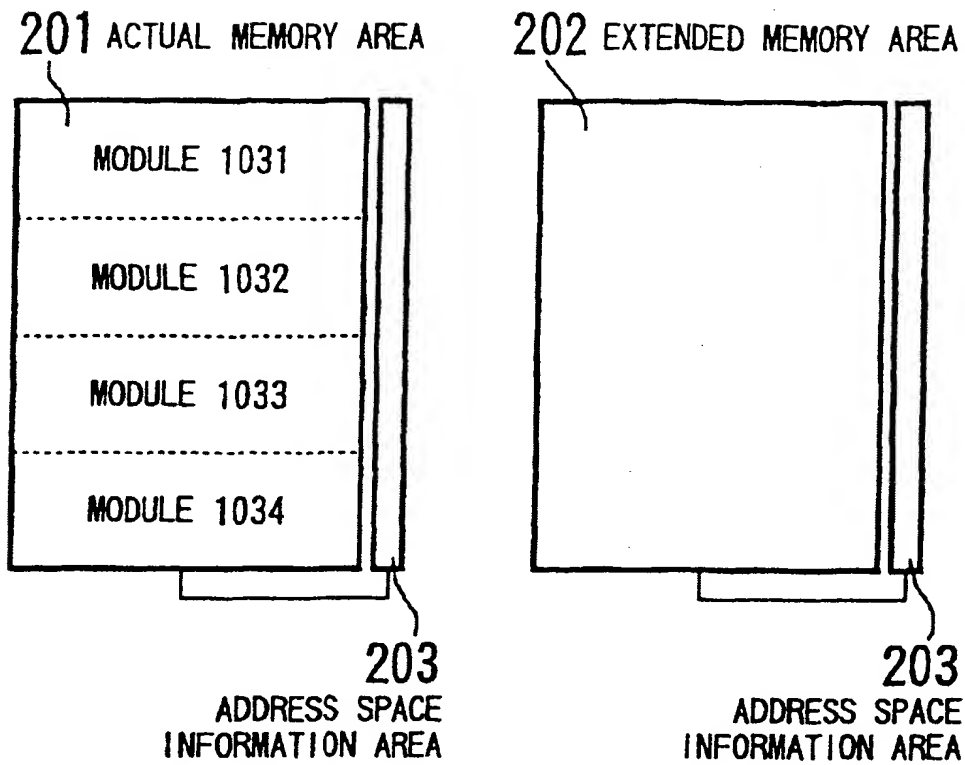 201 ACTUAL MEMORY AREA
MODULE 1031
MODULE 1032
MODULE 1033
MODULE 1034
203
ADDRESS SPACE
INFORMATION AREA
202 EXTENDED MEMORY AREA
203
ADDRESS SPACE
INFORMATION AREA